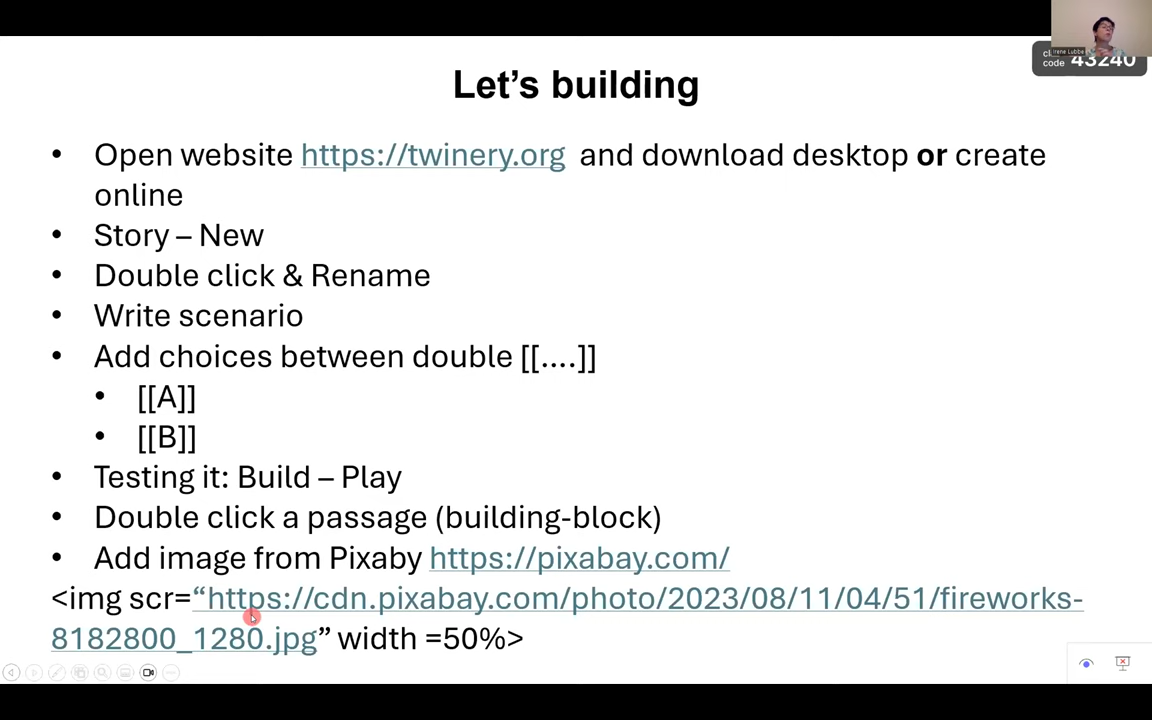 Irene Lubbe
code 43240
Let’s building
• Open website https://twinery.org and download desktop or create
online
• Story – New
• Double click & Rename
• Write scenario
• Add choices between double [[....]]
• [[A]]
• [[B]]
• Testing it: Build – Play
• Double click a passage (building-block)
• Add image from Pixaby https://pixabay.com/
<img scr=“https://cdn.pixabay.com/photo/2023/08/11/04/51/fireworks-
8182800_1280.jpg” width =50%>